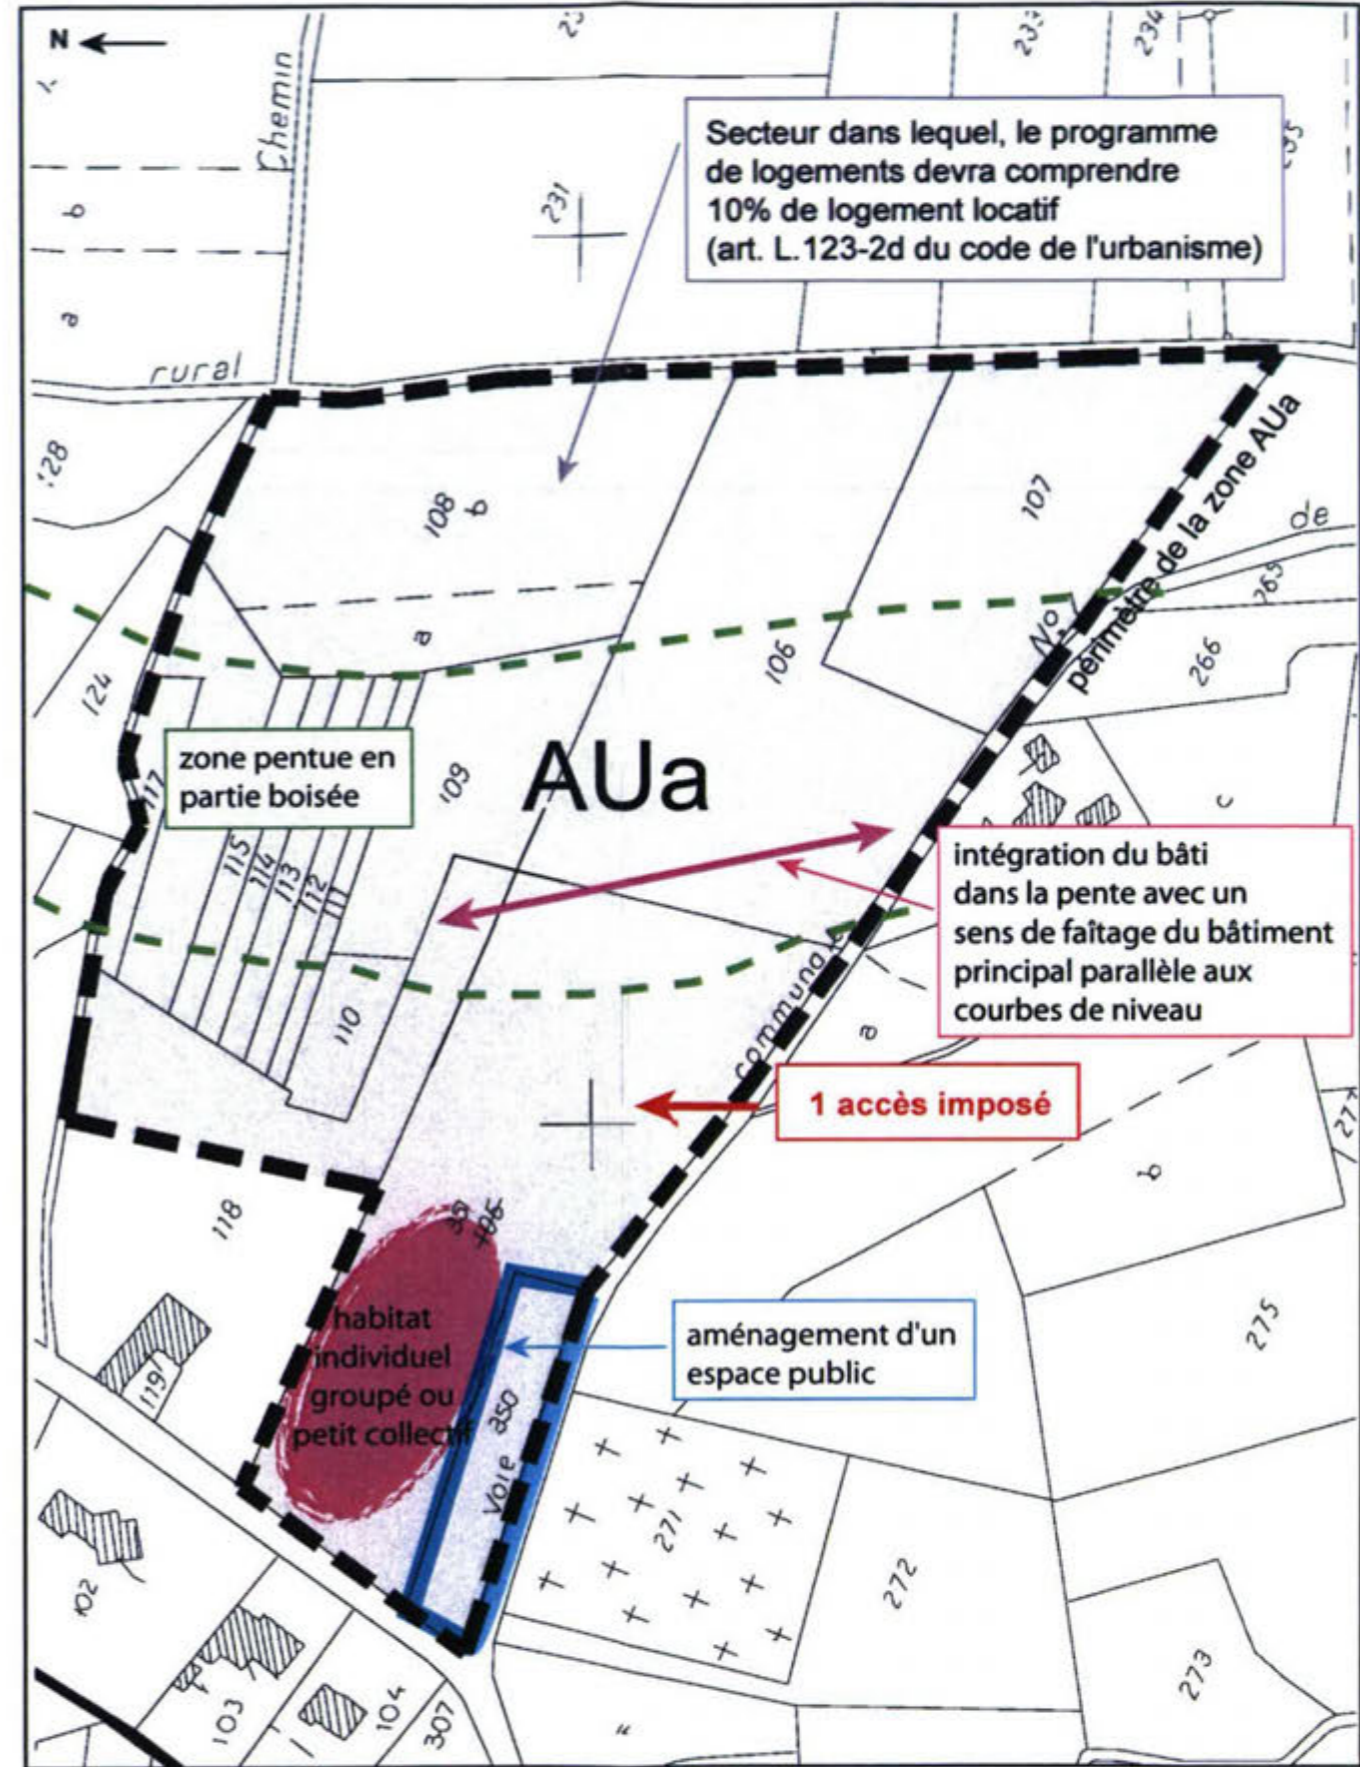 N
Chemin
233
234
Secteur dans lequel, le programme
de logements devra comprendre
10% de logement locatif
(art. L.123-2d du code de l'urbanisme)
231
b
a
rural
128
108
b
107
périmètre de la zone AUa
de
265
a
N°
106
266
124
zone pentue en
partie boisée
109
AUa
117
115
114
113
112
111
c
intégration du bâti
dans la pente avec un
sens de faîtage du bâtiment
principal parallèle aux
courbes de niveau
110
a
1 accès imposé
b
118
habitat
individuel
groupé ou
petit collectif
aménagement d'un
espace public
275
119
350
Voie
271
272
102
273
103
104
307